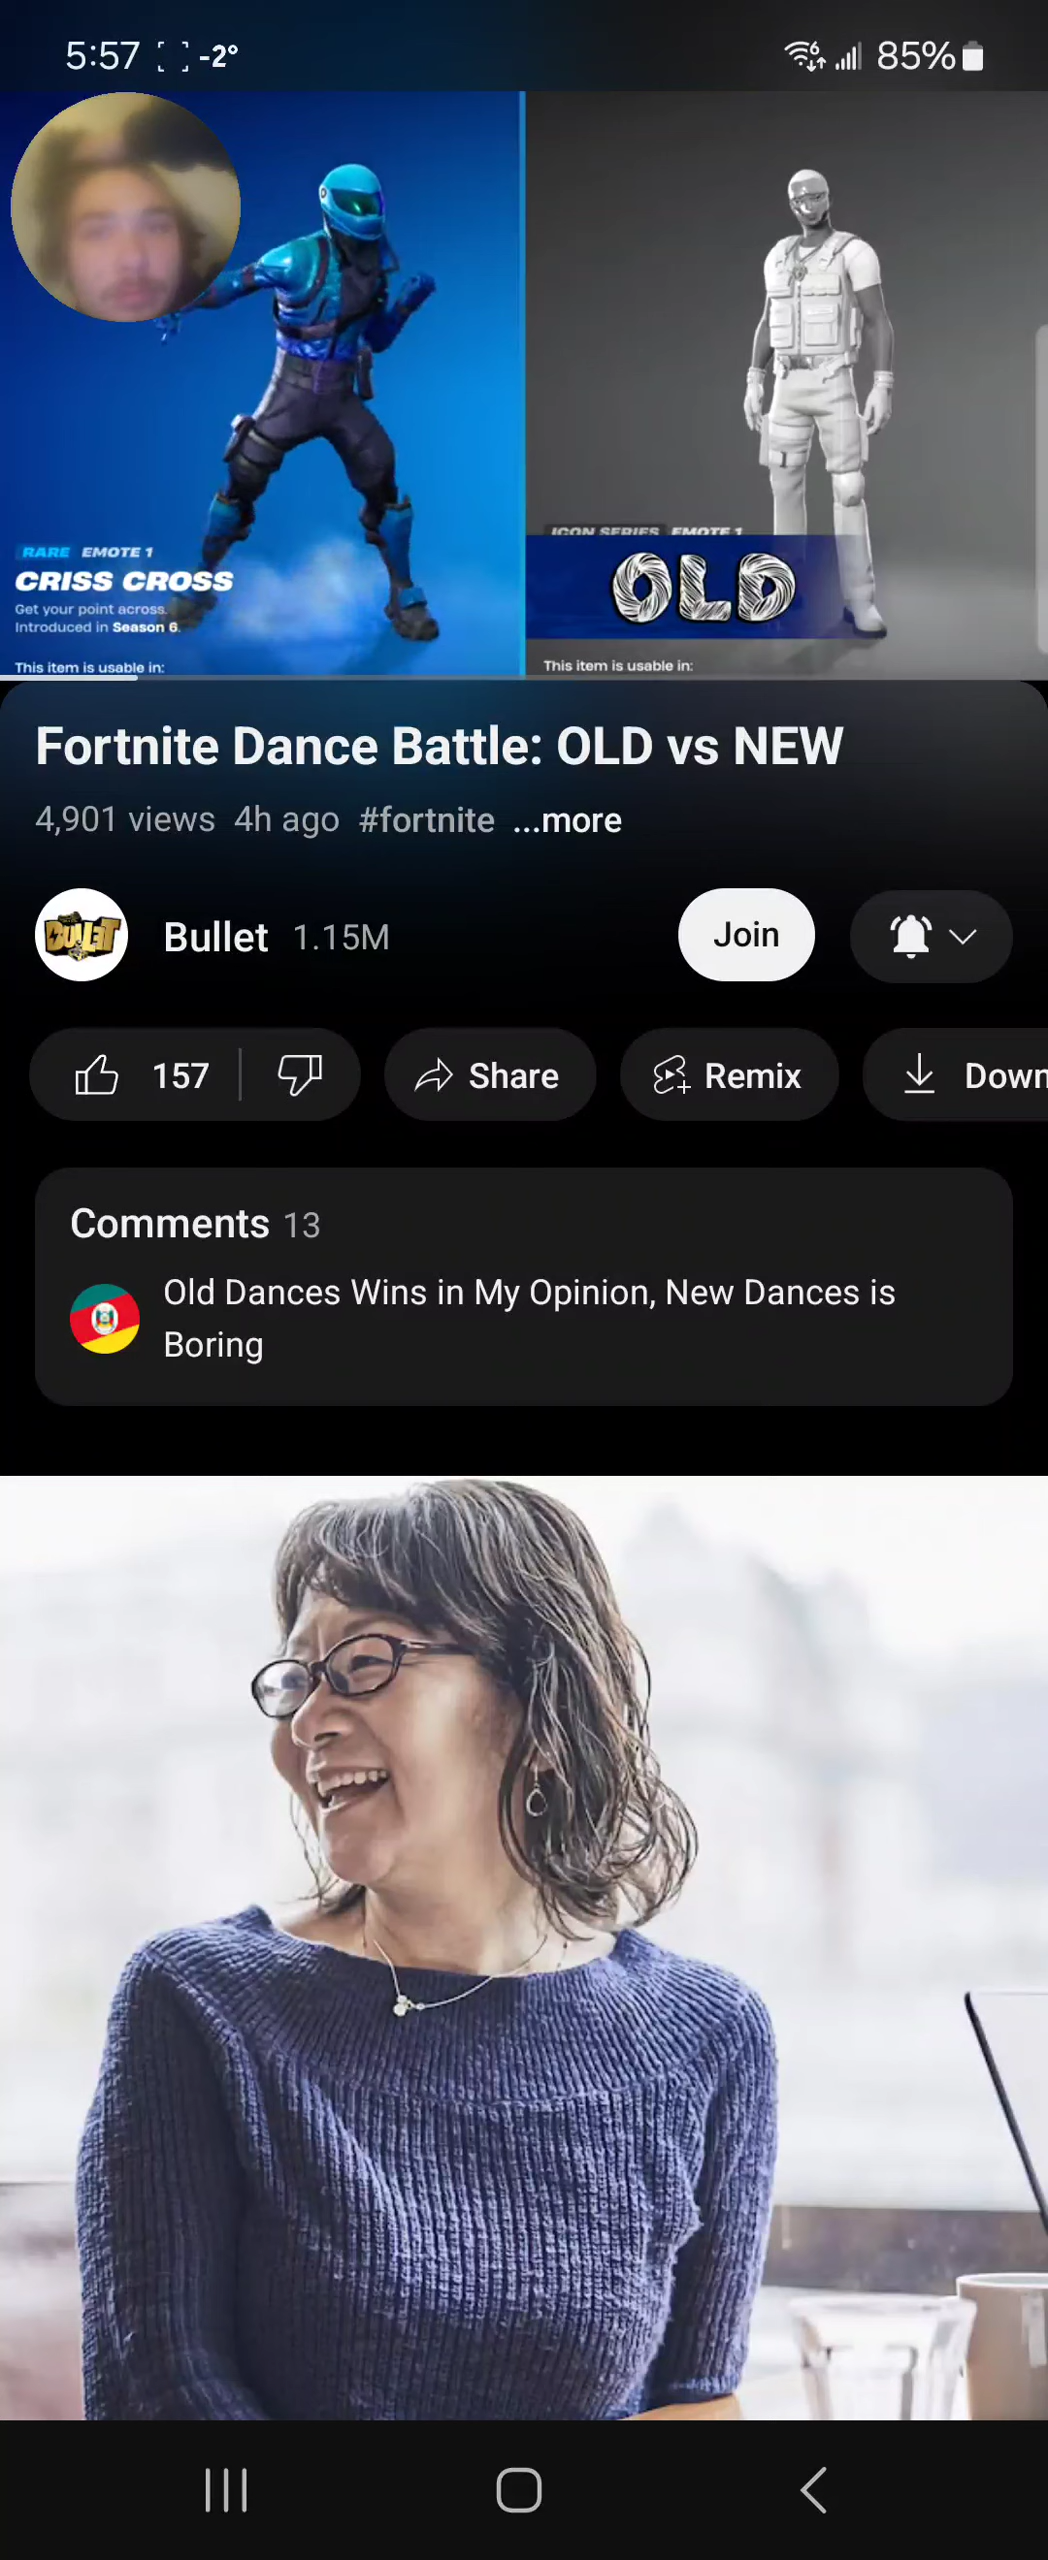 5:57 -2° 6 85%
RARE EMOTE 1
CRISS CROSS
Get your point across.
Introduced in Season 6.
This item is usable in:
ICON SERIES EMOTE 1
OLD
This item is usable in:
Fortnite Dance Battle: OLD vs NEW
4,901 views 4h ago #fortnite ...more
BULLET
Bullet 1.15M
Join
157
Share
Remix
Down
Comments 13
Old Dances Wins in My Opinion, New Dances is
Boring